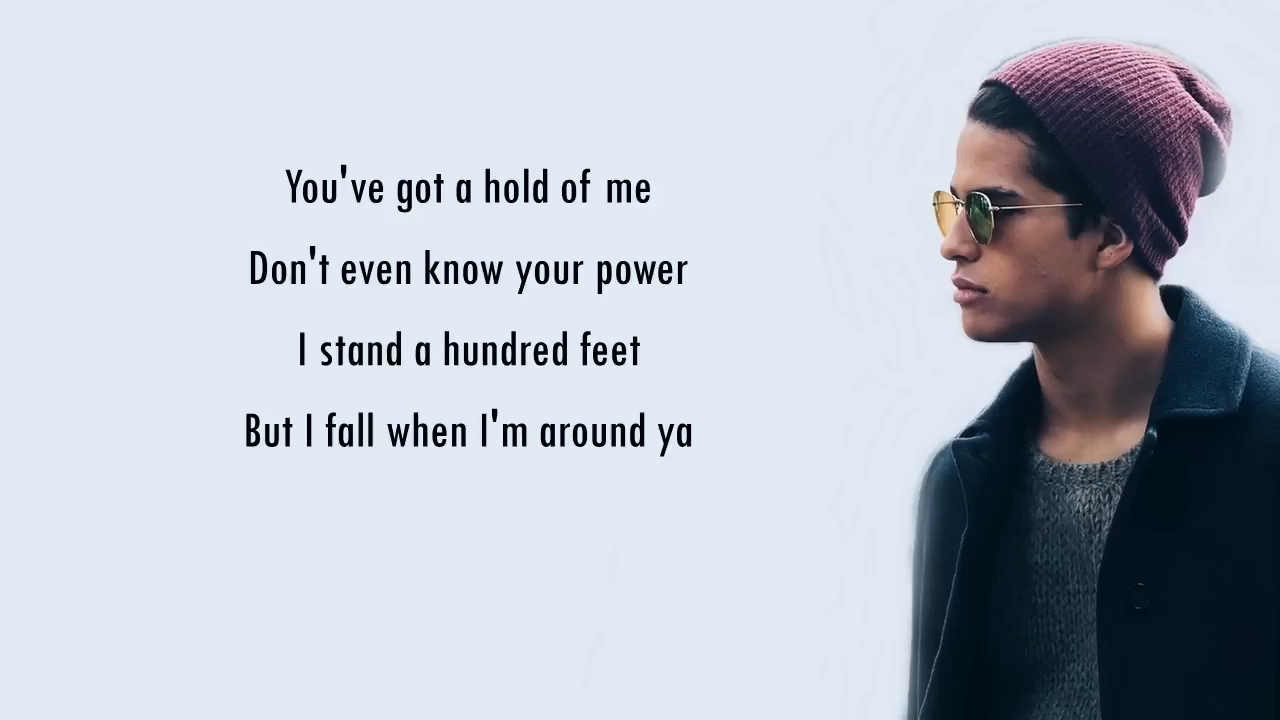 You've got a hold of me
Don't even know your power
I stand a hundred feet
But I fall when I'm around ya